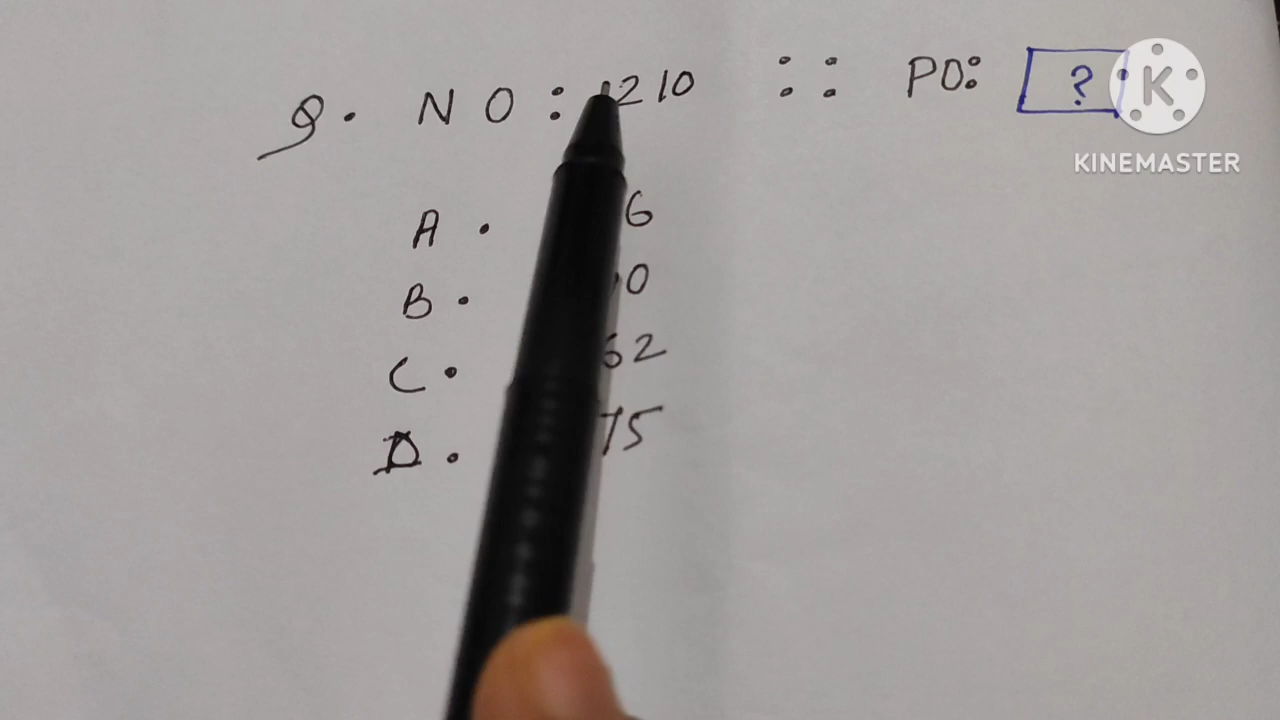 Q. NO : 210 :: PO: ?
A. 6
B. 0
C. 62
D. 75
KINEMASTER